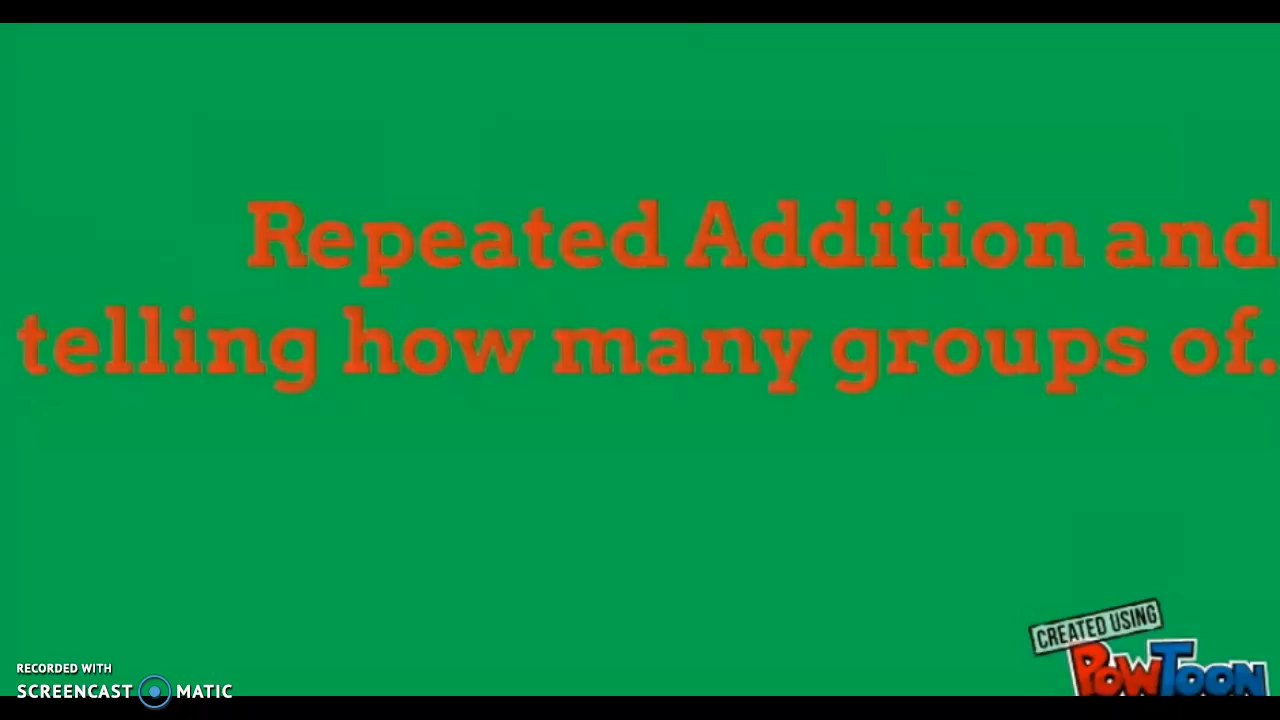 Repeated Addition and
telling how many groups of.
CREATED USING
POWTOON
RECORDED WITH
SCREENCAST MATIC